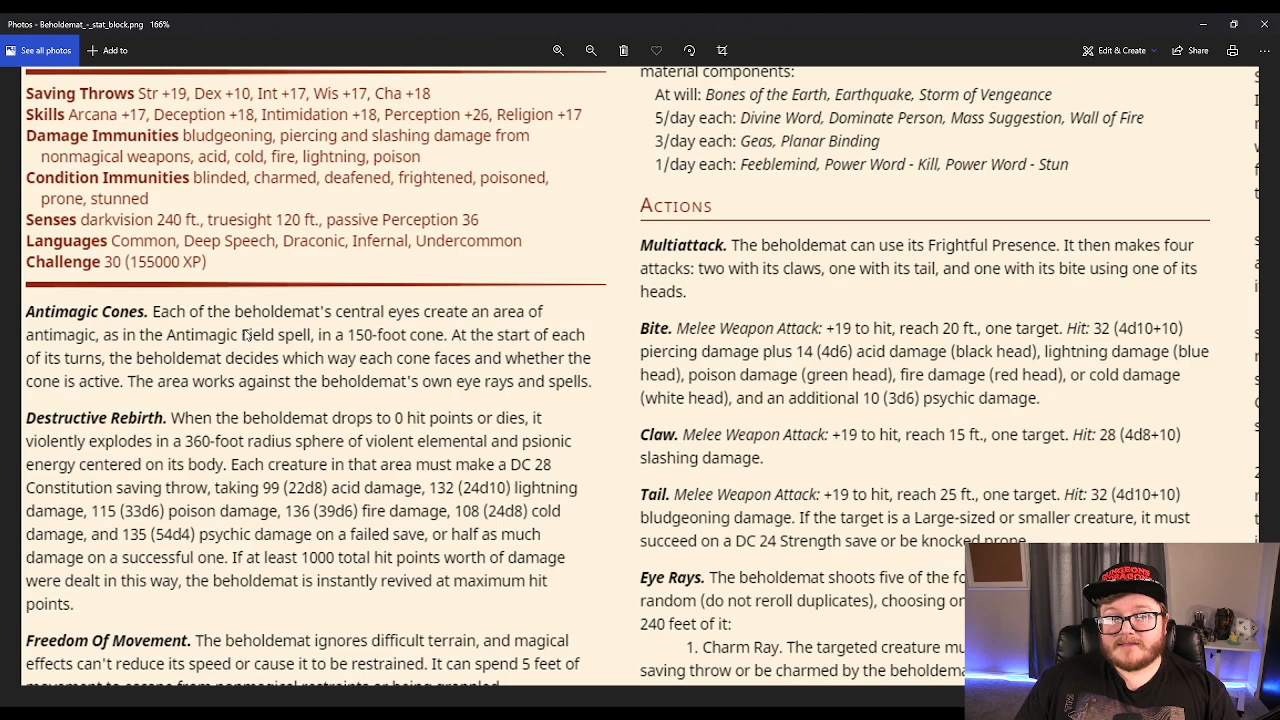 Photos - Beholdemat_-_stat_block.png 166%
See all photos
Add to
Edit & Create
Share
Saving Throws Str +19, Dex +10, Int +17, Wis +17, Cha +18
Skills Arcana +17, Deception +18, Intimidation +18, Perception +26, Religion +17
Damage Immunities bludgeoning, piercing and slashing damage from
nonmagical weapons, acid, cold, fire, lightning, poison
Condition Immunities blinded, charmed, deafened, frightened, poisoned,
prone, stunned
Senses darkvision 240 ft., truesight 120 ft., passive Perception 36
Languages Common, Deep Speech, Draconic, Infernal, Undercommon
Challenge 30 (155000 XP)
Antimagic Cones. Each of the beholdemat's central eyes create an area of
antimagic, as in the Antimagic Field spell, in a 150-foot cone. At the start of each
of its turns, the beholdemat decides which way each cone faces and whether the
cone is active. The area works against the beholdemat's own eye rays and spells.
Destructive Rebirth. When the beholdemat drops to 0 hit points or dies, it
violently explodes in a 360-foot radius sphere of violent elemental and psionic
energy centered on its body. Each creature in that area must make a DC 28
Constitution saving throw, taking 99 (22d8) acid damage, 132 (24d10) lightning
damage, 115 (33d6) poison damage, 136 (39d6) fire damage, 108 (24d8) cold
damage, and 135 (54d4) psychic damage on a failed save, or half as much
damage on a successful one. If at least 1000 total hit points worth of damage
were dealt in this way, the beholdemat is instantly revived at maximum hit
points.
Freedom Of Movement. The beholdemat ignores difficult terrain, and magical
effects can't reduce its speed or cause it to be restrained. It can spend 5 feet of
movement to escape from nonmagical restraints or being grappled.
material components:
At will: Bones of the Earth, Earthquake, Storm of Vengeance
5/day each: Divine Word, Dominate Person, Mass Suggestion, Wall of Fire
3/day each: Geas, Planar Binding
1/day each: Feeblemind, Power Word - Kill, Power Word - Stun
ACTIONS
Multiattack. The beholdemat can use its Frightful Presence. It then makes four
attacks: two with its claws, one with its tail, and one with its bite using one of its
heads.
Bite. Melee Weapon Attack: +19 to hit, reach 20 ft., one target. Hit: 32 (4d10+10)
piercing damage plus 14 (4d6) acid damage (black head), lightning damage (blue
head), poison damage (green head), fire damage (red head), or cold damage
(white head), and an additional 10 (3d6) psychic damage.
Claw. Melee Weapon Attack: +19 to hit, reach 15 ft., one target. Hit: 28 (4d8+10)
slashing damage.
Tail. Melee Weapon Attack: +19 to hit, reach 25 ft., one target. Hit: 32 (4d10+10)
bludgeoning damage. If the target is a Large-sized or smaller creature, it must
succeed on a DC 24 Strength save or be knocked prone.
Eye Rays. The beholdemat shoots five of the fo
random (do not reroll duplicates), choosing on
240 feet of it:
1. Charm Ray. The targeted creature mu
saving throw or be charmed by the beholdema
DUNGEONS
DRAGONS